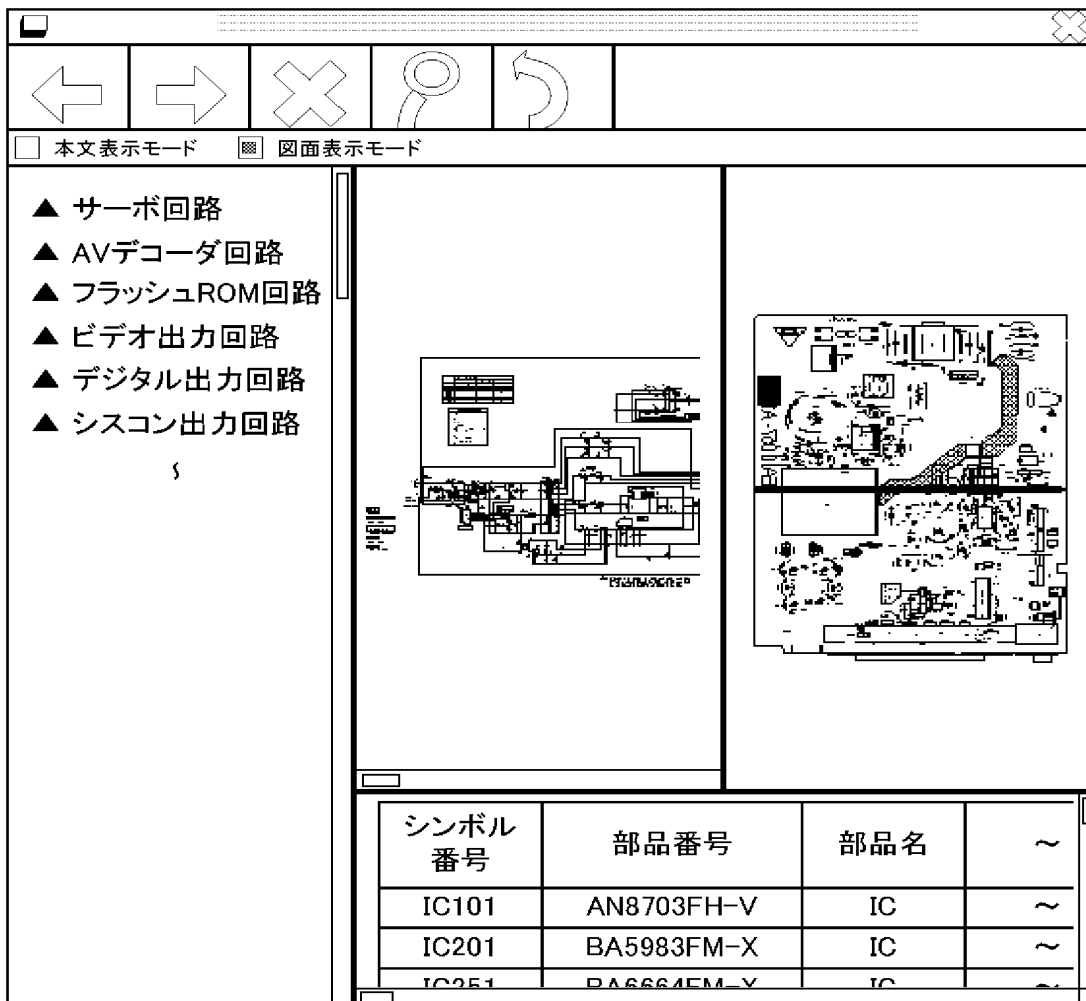 本文表示モード 図面表示モード
▲ サーボ回路
▲ AVデコーダ回路
▲ フラッシュROM回路
▲ ビデオ出力回路
▲ デジタル出力回路
▲ シスコン出力回路
シンボル番号 部品番号 部品名 ～
IC101 AN8703FH-V IC ～
IC201 BA5983FM-X IC ～
IC251 BA6664FM-X IC ～